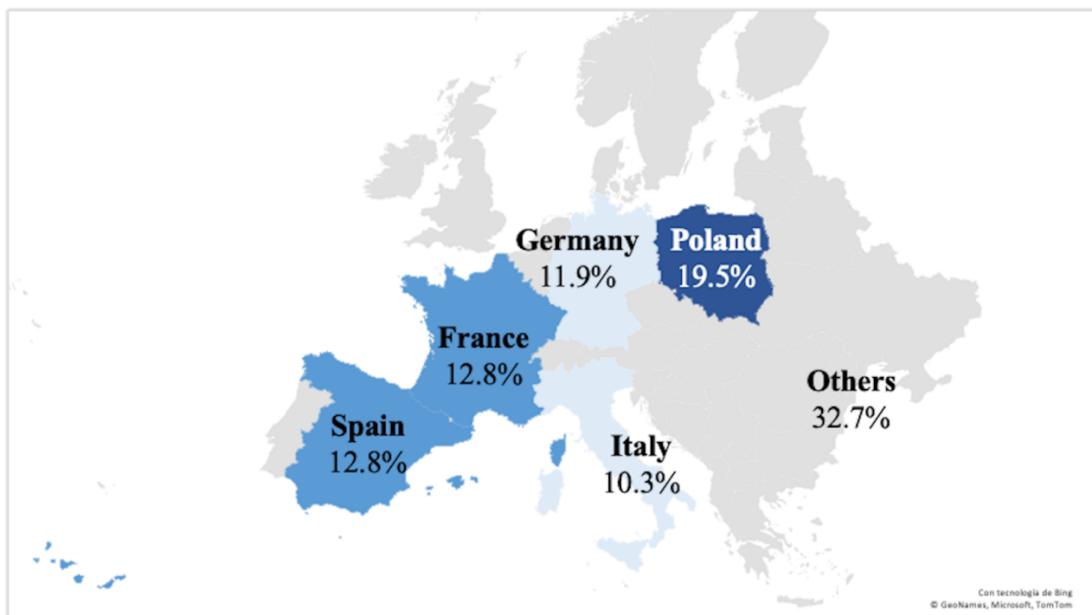 Germany
11.9%
Poland
19.5%
France
12.8%
Others
32.7%
Spain
12.8%
Italy
10.3%
Con tecnología de Bing
© GeoNames, Microsoft, TomTom